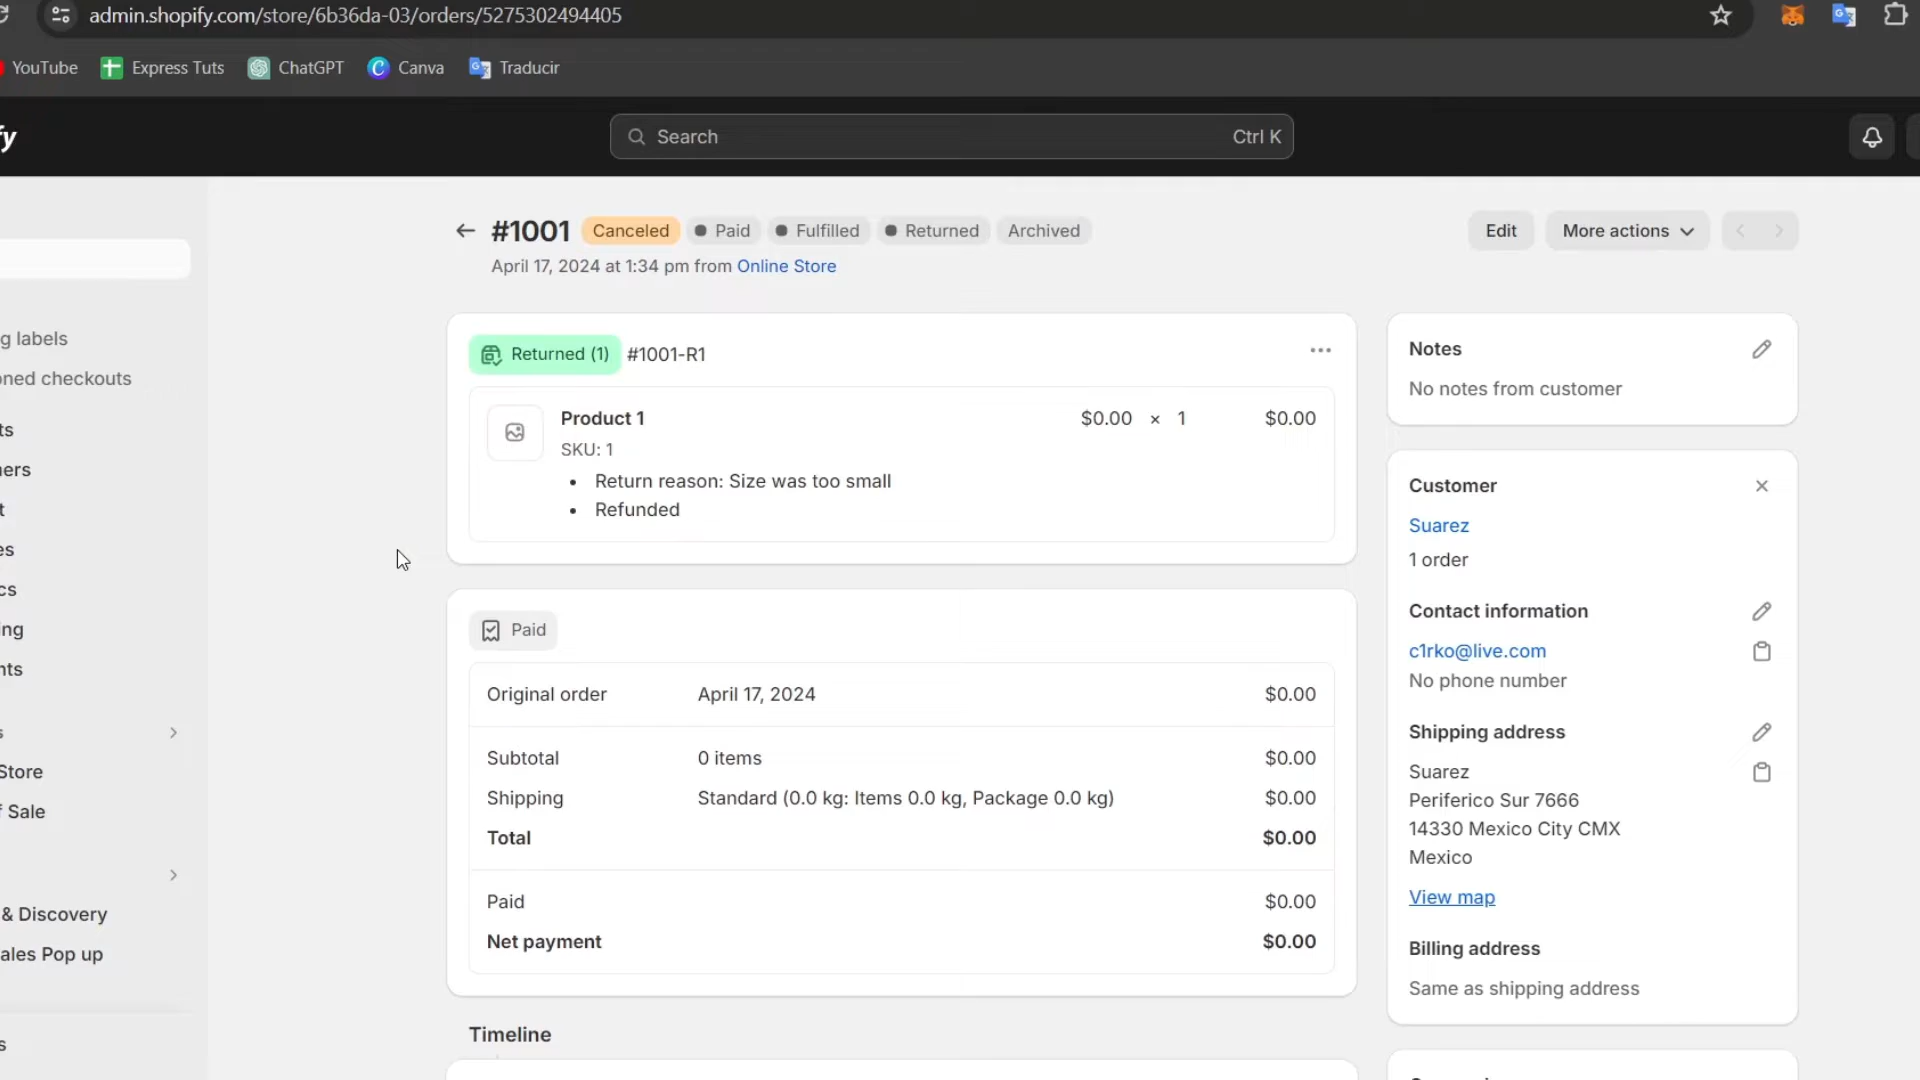 admin.shopify.com/store/6b36da-03/orders/5275302494405
YouTube Express Tuts ChatGPT Canva Traducir
fy Search Ctrl K
#1001 Canceled Paid Fulfilled Returned Archived Edit More actions
April 17, 2024 at 1:34 pm from Online Store
g labels
oned checkouts
ts
ners
t
es
cs
ing
nts
s
Store
f Sale
& Discovery
ales Pop up
s
Returned (1) #1001-R1
Product 1 $0.00 × 1 $0.00
SKU: 1
• Return reason: Size was too small
• Refunded
Paid
Original order April 17, 2024 $0.00
Subtotal 0 items $0.00
Shipping Standard (0.0 kg: Items 0.0 kg, Package 0.0 kg) $0.00
Total $0.00
Paid $0.00
Net payment $0.00
Timeline
Notes
No notes from customer
Customer
Suarez
1 order
Contact information
c1rko@live.com
No phone number
Shipping address
Suarez
Periferico Sur 7666
14330 Mexico City CMX
Mexico
View map
Billing address
Same as shipping address